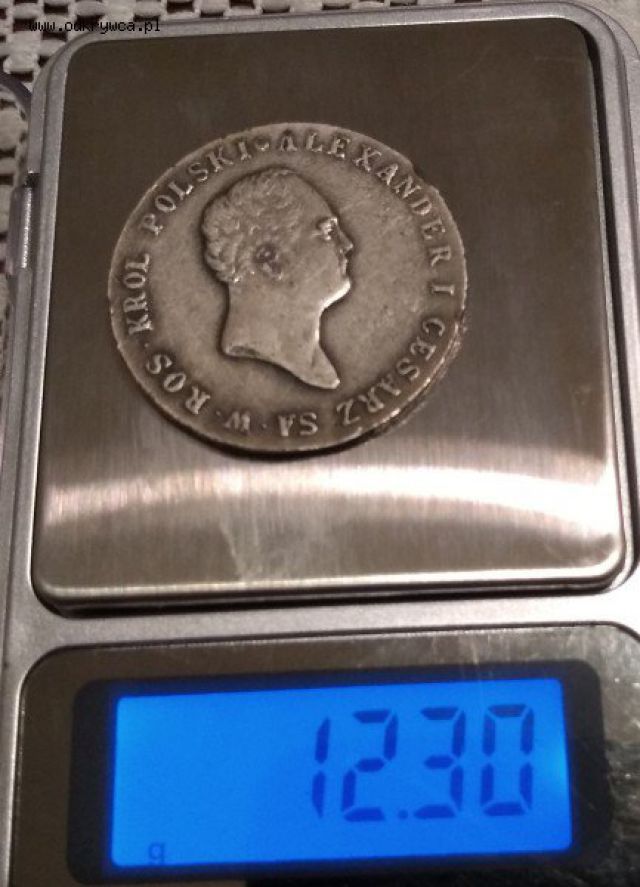 www.odkrywca.pl
ALEXANDER I CESARZ SA · W · ROS · KROL POLSKI
12.30
g